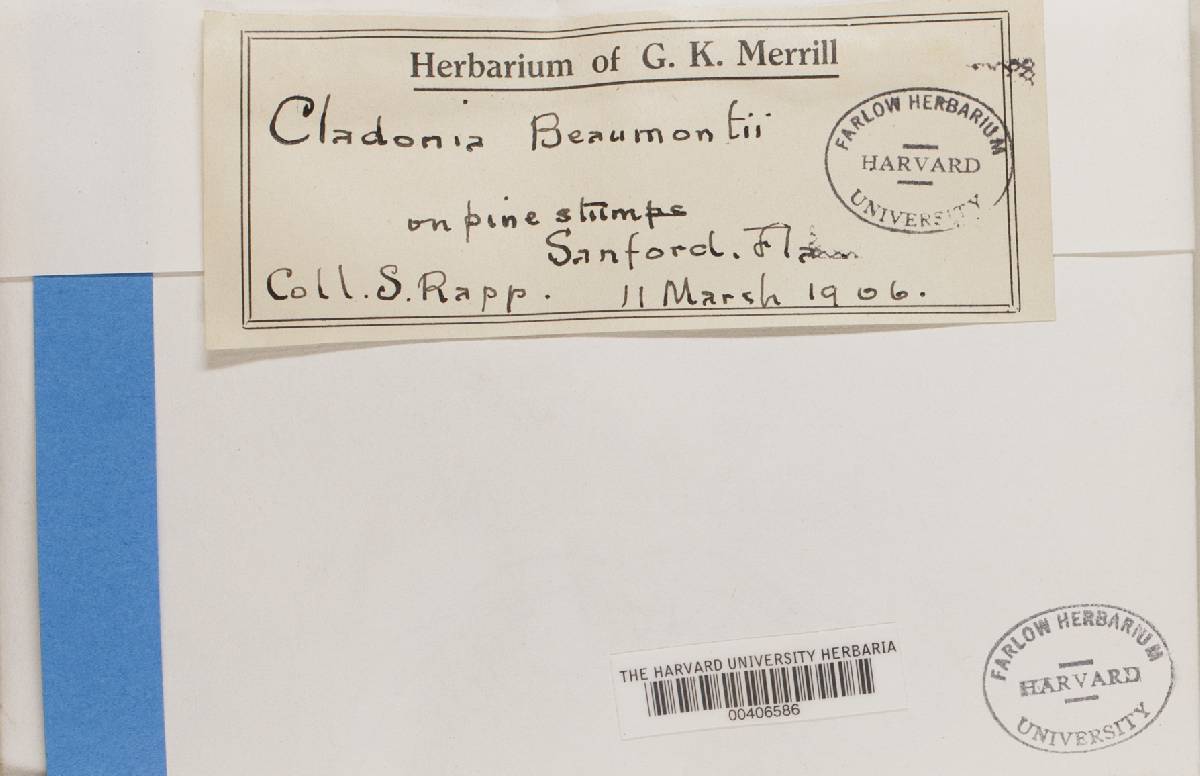 Herbarium of G. K. Merrill
Cladonia Beaumontii
FARLOW HERBARIUM
HARVARD
UNIVERSITY
on pine stumps
Sanford. Fla
Coll. S. Rapp. 11 March 1906.
THE HARVARD UNIVERSITY HERBARIA
00406586
FARLOW HERBARIUM
HARVARD
UNIVERSITY